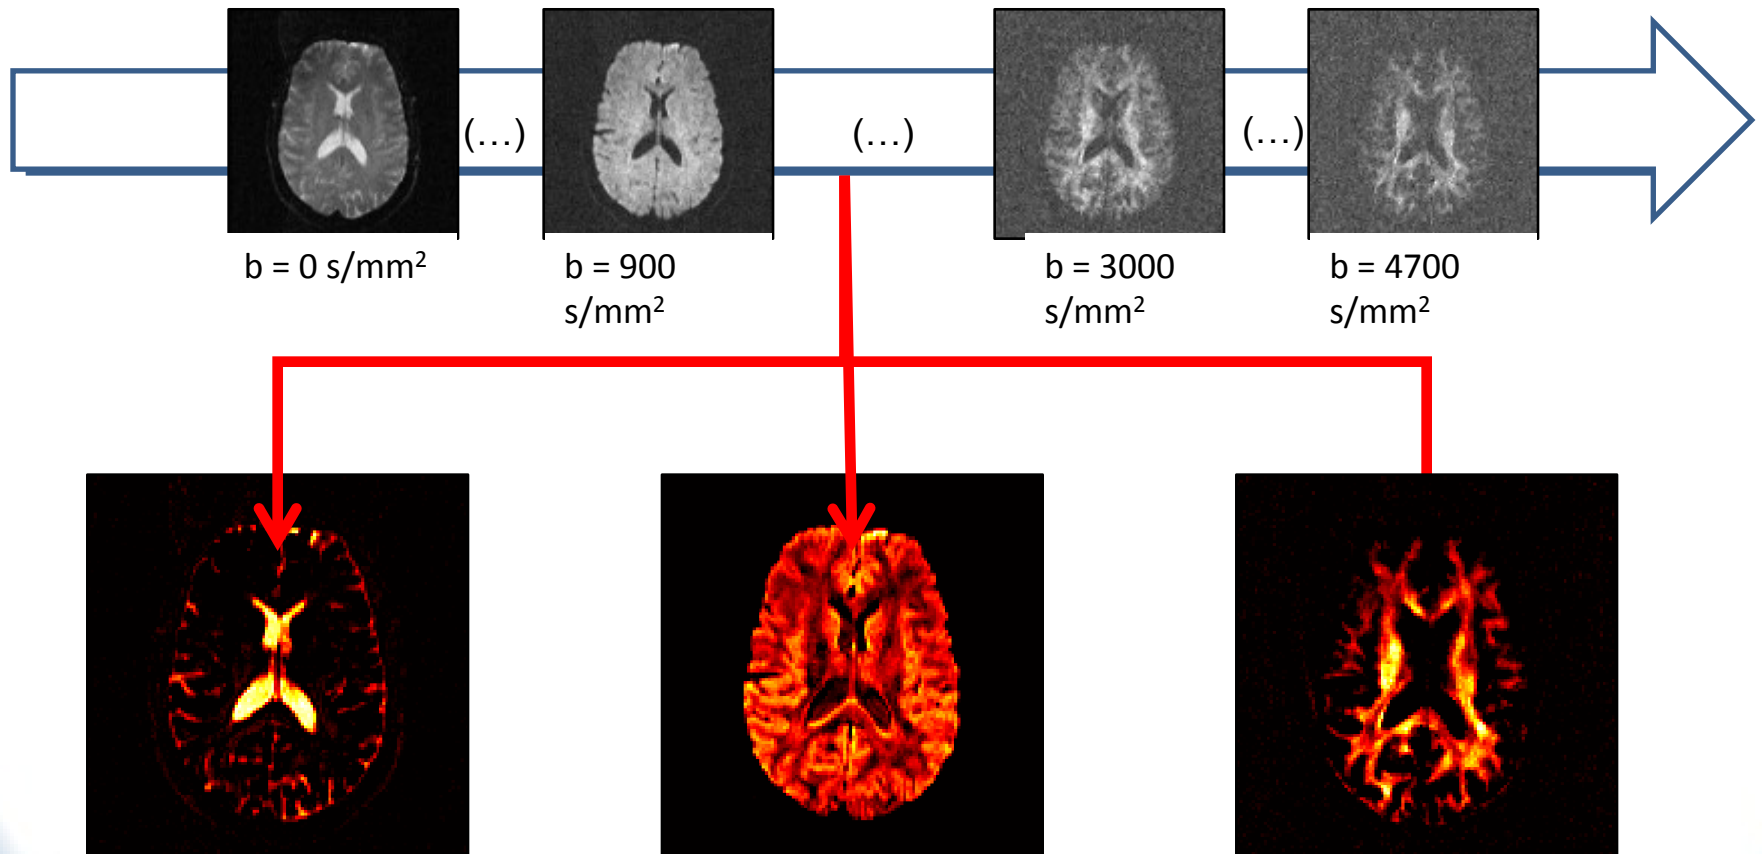 (...)
(...)
(...)
b = 0 s/mm²
b = 900
s/mm²
b = 3000
s/mm²
b = 4700
s/mm²